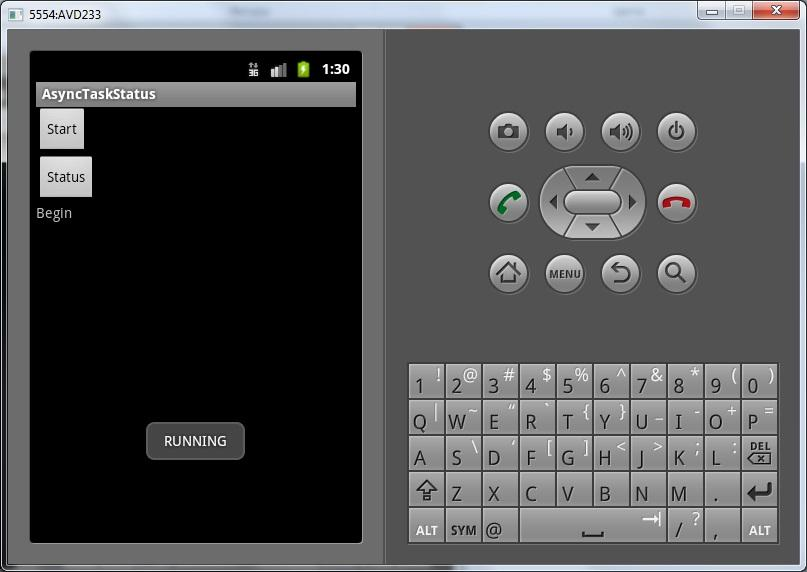 5554:AVD233
3G 1:30
AsyncTaskStatus
Start
Status
Begin
RUNNING
MENU
1 ! 2 @ 3 # 4 $ 5 % 6 ^ 7 & 8 * 9 ( 0 )
Q | W ~ E “ R ` T { Y } U _ I - O + P =
A S \ D ‘ F [ G ] H < J > K ; L : DEL
Z X C V B N M .
ALT SYM @ / ? , ALT